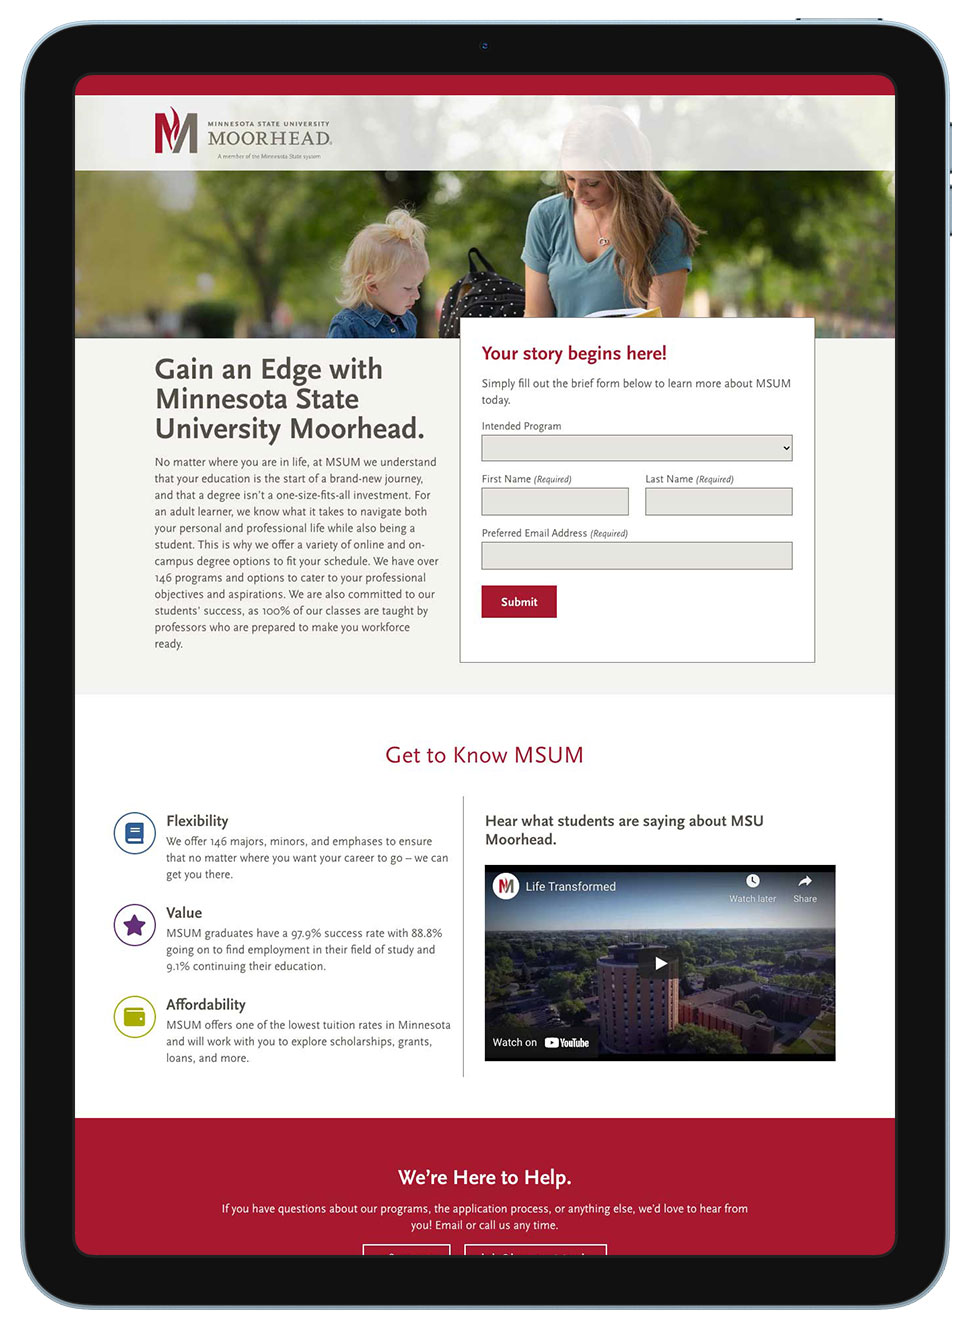 MINNESOTA STATE UNIVERSITY
MOORHEAD®
A member of the Minnesota State system
Gain an Edge with
Minnesota State
University Moorhead.
No matter where you are in life, at MSUM we understand
that your education is the start of a brand-new journey,
and that a degree isn't a one-size-fits-all investment. For
an adult learner, we know what it takes to navigate both
your personal and professional life while also being a
student. This is why we offer a variety of online and on-
campus degree options to fit your schedule. We have over
146 programs and options to cater to your professional
objectives and aspirations. We are also committed to our
students' success, as 100% of our classes are taught by
professors who are prepared to make you workforce
ready.
Your story begins here!
Simply fill out the brief form below to learn more about MSUM
today.
Intended Program
First Name (Required)
Last Name (Required)
Preferred Email Address (Required)
Submit
Get to Know MSUM
Flexibility
We offer 146 majors, minors, and emphases to ensure
that no matter where you want your career to go – we can
get you there.
Value
MSUM graduates have a 97.9% success rate with 88.8%
going on to find employment in their field of study and
9.1% continuing their education.
Affordability
MSUM offers one of the lowest tuition rates in Minnesota
and will work with you to explore scholarships, grants,
loans, and more.
Hear what students are saying about MSU
Moorhead.
M Life Transformed
Watch later
Share
Watch on YouTube
We're Here to Help.
If you have questions about our programs, the application process, or anything else, we'd love to hear from
you! Email or call us any time.